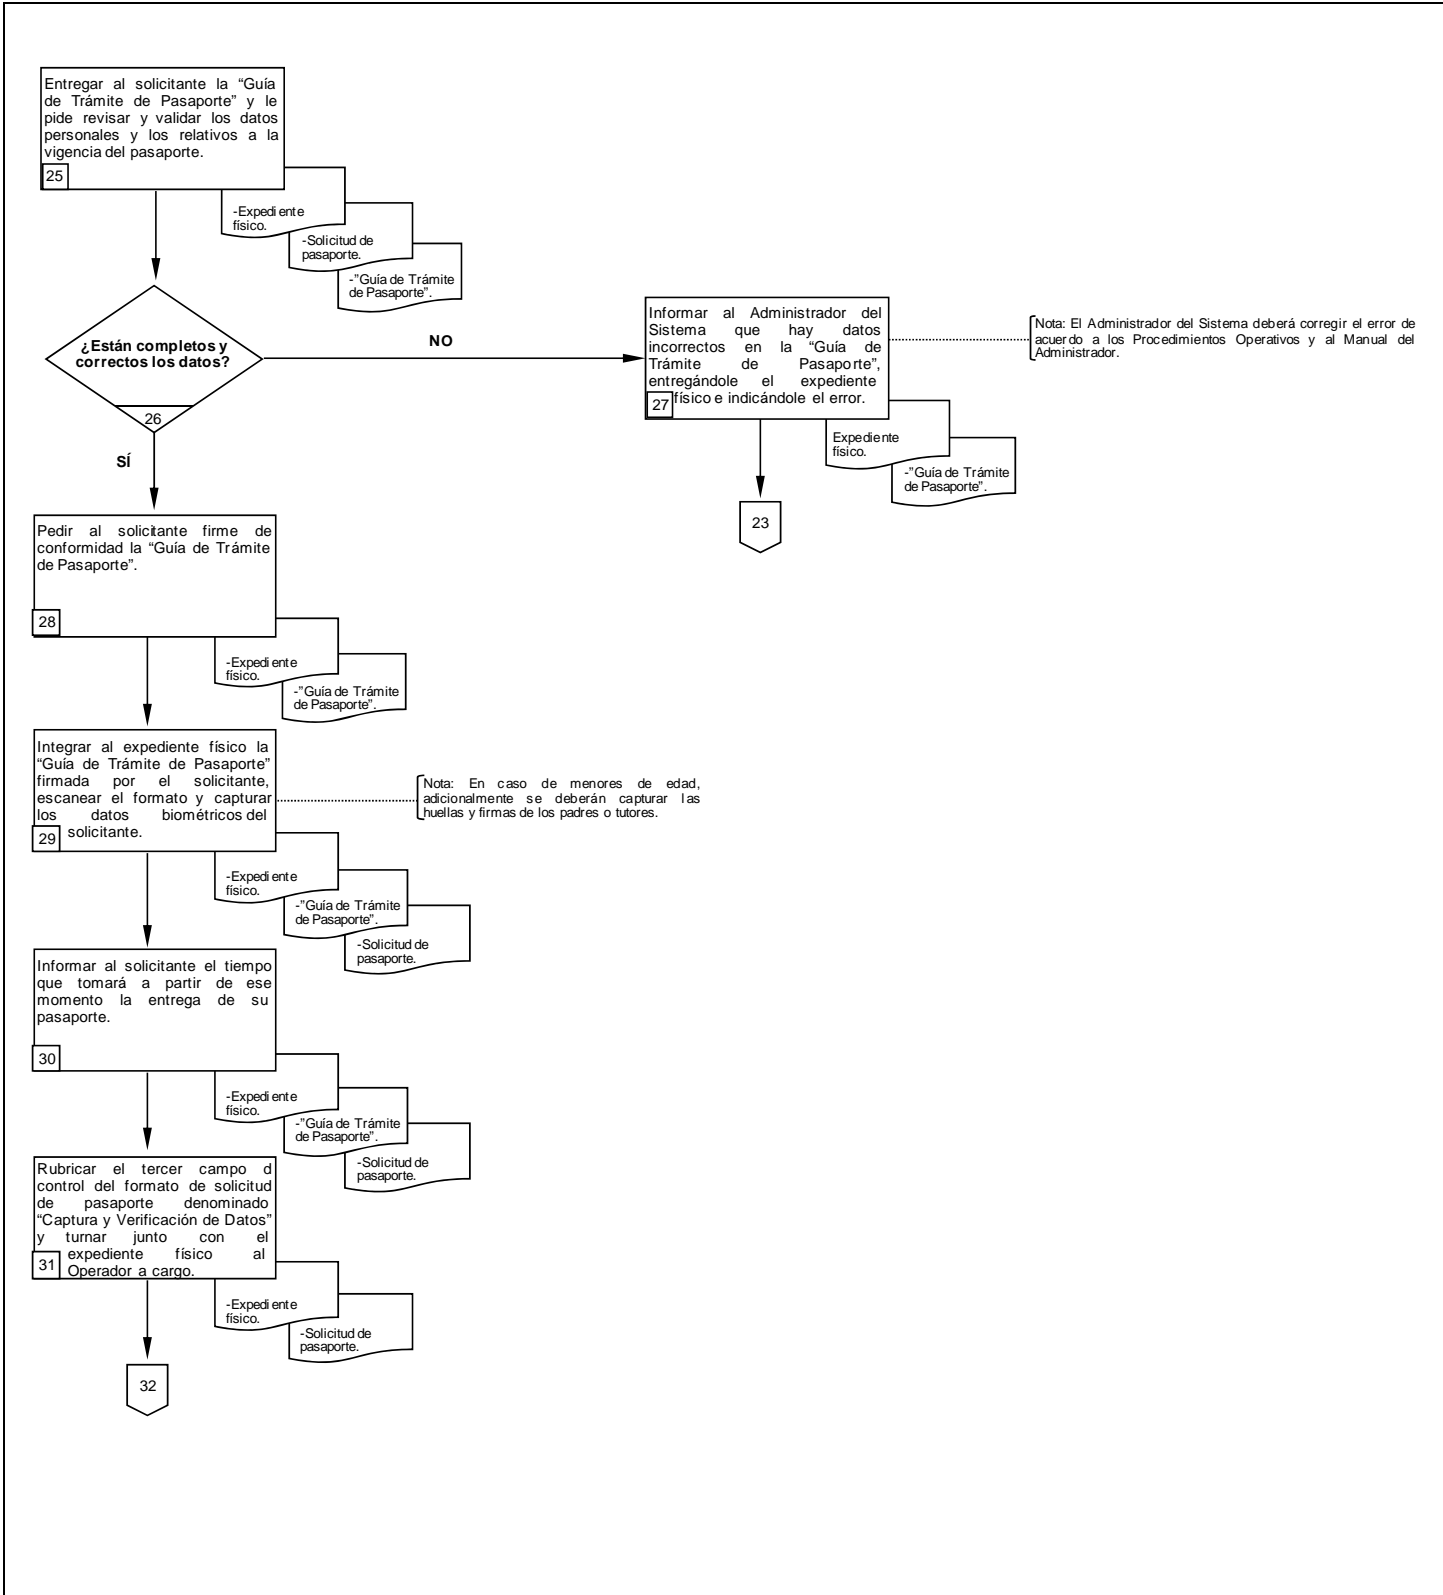 Entregar al solicitante la “Guía
de Trámite de Pasaporte” y le
pide revisar y validar los datos
personales y los relativos a la
vigencia del pasaporte.
25
-Expediente
físico.
-Solicitud de
pasaporte.
-”Guía de Trámite
de Pasaporte”.
¿Están completos y
correctos los datos?
26
NO
Informar al Administrador del
Sistema que hay datos
incorrectos en la “Guía de
Trámite de Pasaporte”,
entregándole el expediente
físico e indicándole el error.
27
Nota: El Administrador del Sistema deberá corregir el error de
acuerdo a los Procedimientos Operativos y al Manual del
Administrador.
Expediente
físico.
-”Guía de Trámite
de Pasaporte”.
23
SÍ
Pedir al solicitante firme de
conformidad la “Guía de Trámite
de Pasaporte”.
28
-Expediente
físico.
-”Guía de Trámite
de Pasaporte”.
Integrar al expediente físico la
“Guía de Trámite de Pasaporte”
firmada por el solicitante,
escanear el formato y capturar
los datos biométricos del
solicitante.
29
Nota: En caso de menores de edad,
adicionalmente se deberán capturar las
huellas y firmas de los padres o tutores.
-Expediente
físico.
-”Guía de Trámite
de Pasaporte”.
-Solicitud de
pasaporte.
Informar al solicitante el tiempo
que tomará a partir de ese
momento la entrega de su
pasaporte.
30
-Expediente
físico.
-”Guía de Trámite
de Pasaporte”.
-Solicitud de
pasaporte.
Rubricar el tercer campo d
control del formato de solicitud
de pasaporte denominado
“Captura y Verificación de Datos”
y turnar junto con el
expediente físico al
Operador a cargo.
31
-Expediente
físico.
-Solicitud de
pasaporte.
32